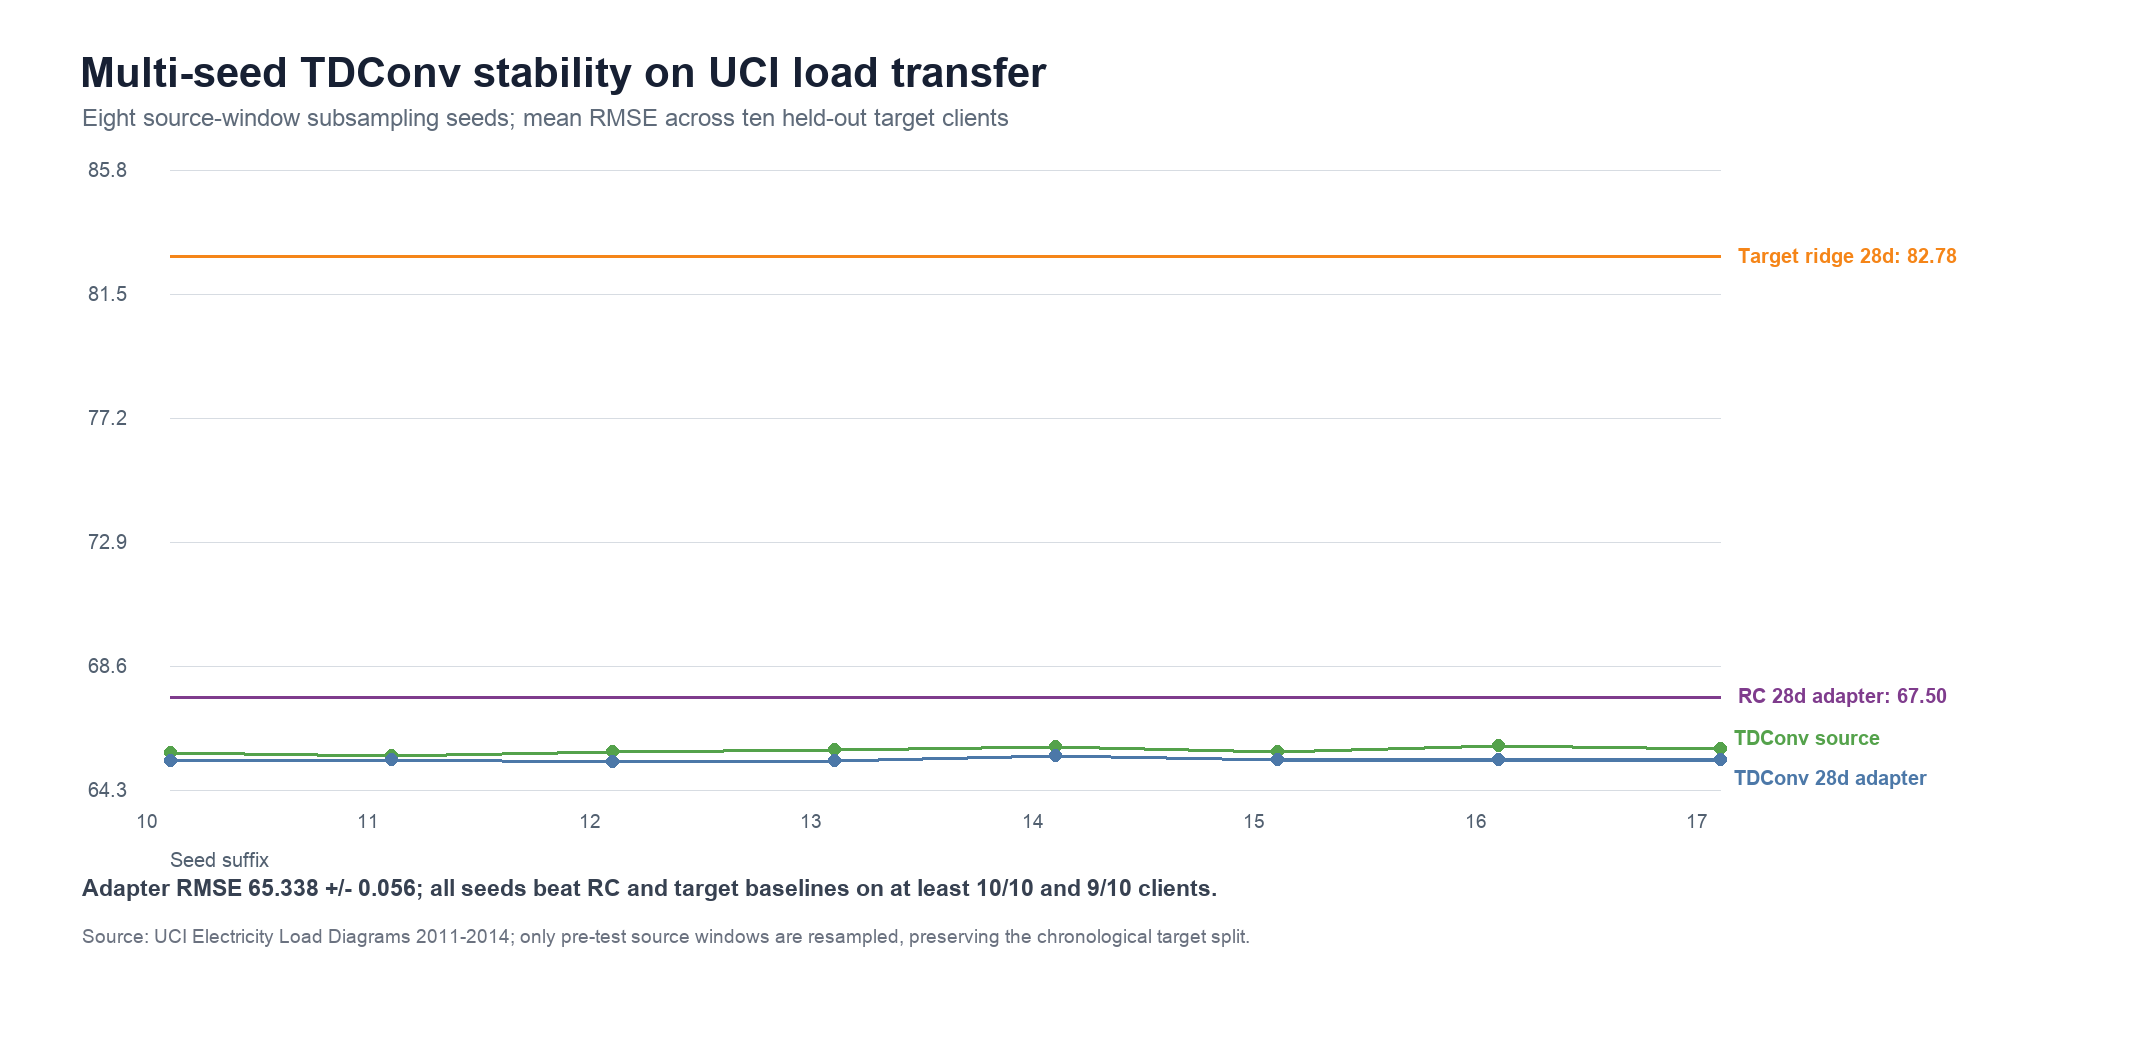 Multi-seed TDConv stability on UCI load transfer
Eight source-window subsampling seeds; mean RMSE across ten held-out target clients
85.8
Target ridge 28d: 82.78
81.5
77.2
72.9
68.6
RC 28d adapter: 67.50
TDConv source
TDConv 28d adapter
64.3
10 11 12 13 14 15 16 17
Seed suffix
Adapter RMSE 65.338 +/- 0.056; all seeds beat RC and target baselines on at least 10/10 and 9/10 clients.
Source: UCI Electricity Load Diagrams 2011-2014; only pre-test source windows are resampled, preserving the chronological target split.